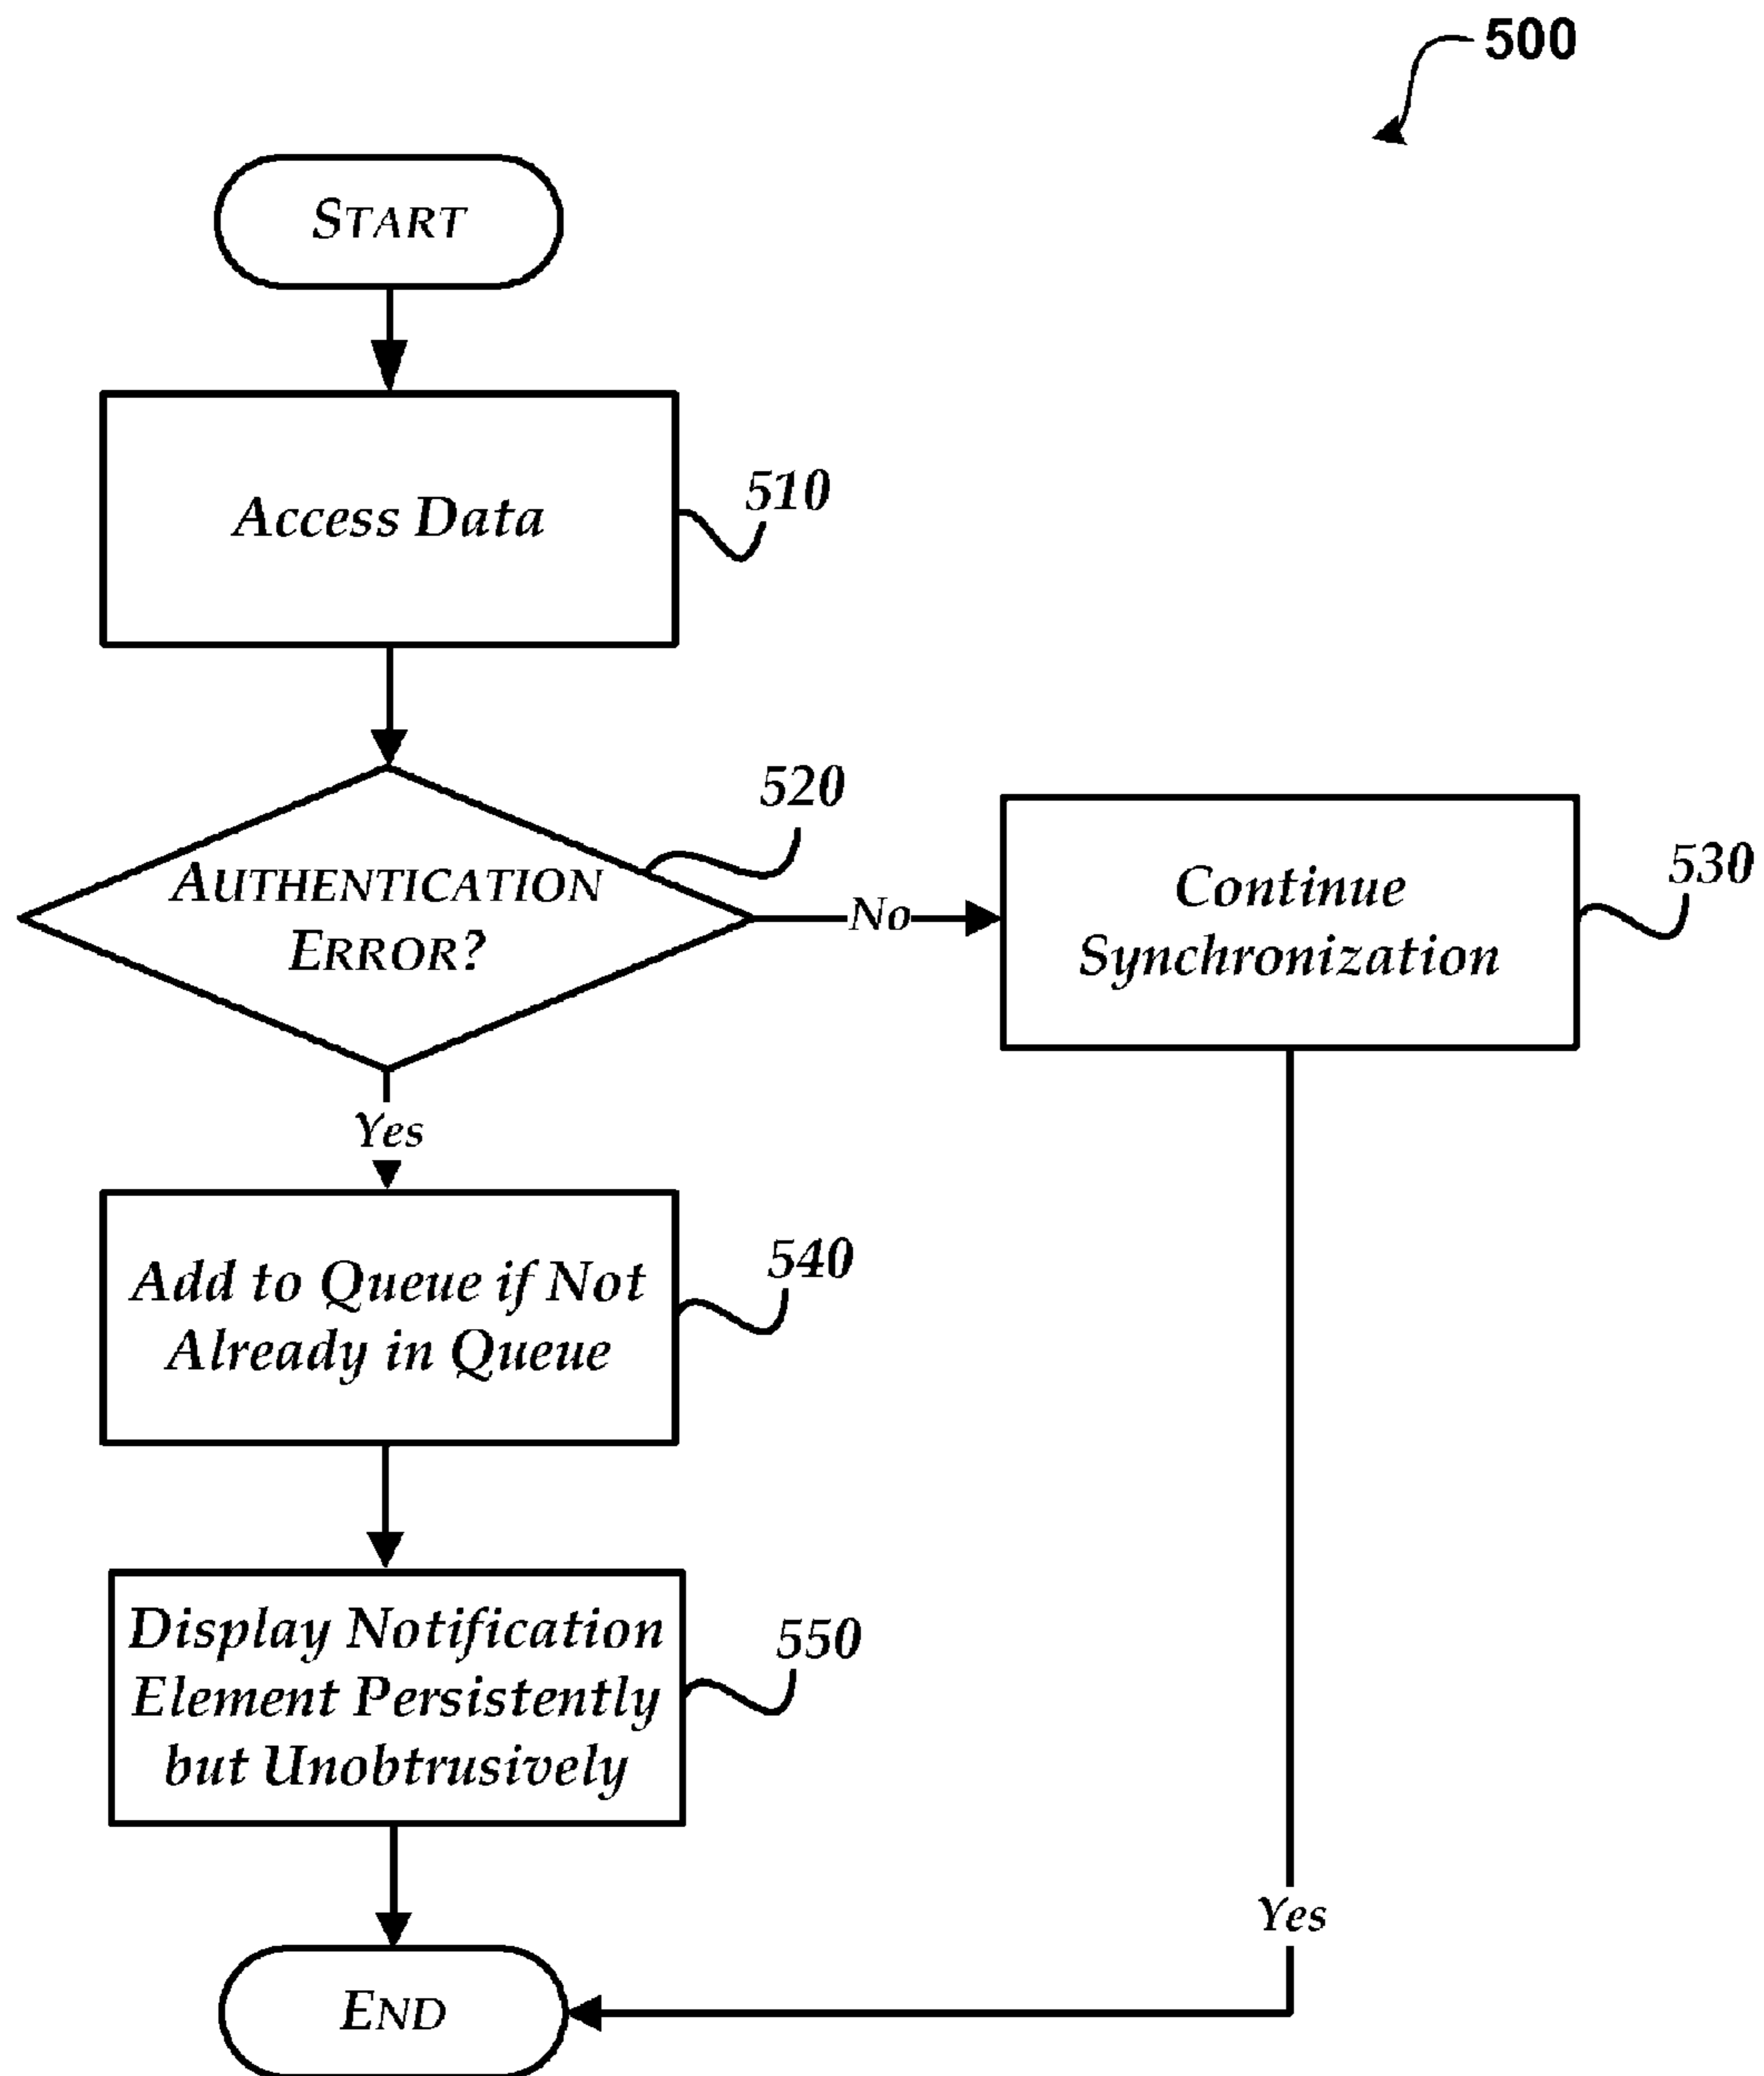 500
START
Access Data
510
520
AUTHENTICATION
ERROR?
No
Continue
Synchronization
530
Yes
Add to Queue if Not
Already in Queue
540
Display Notification
Element Persistently
but Unobtrusively
550
Yes
END